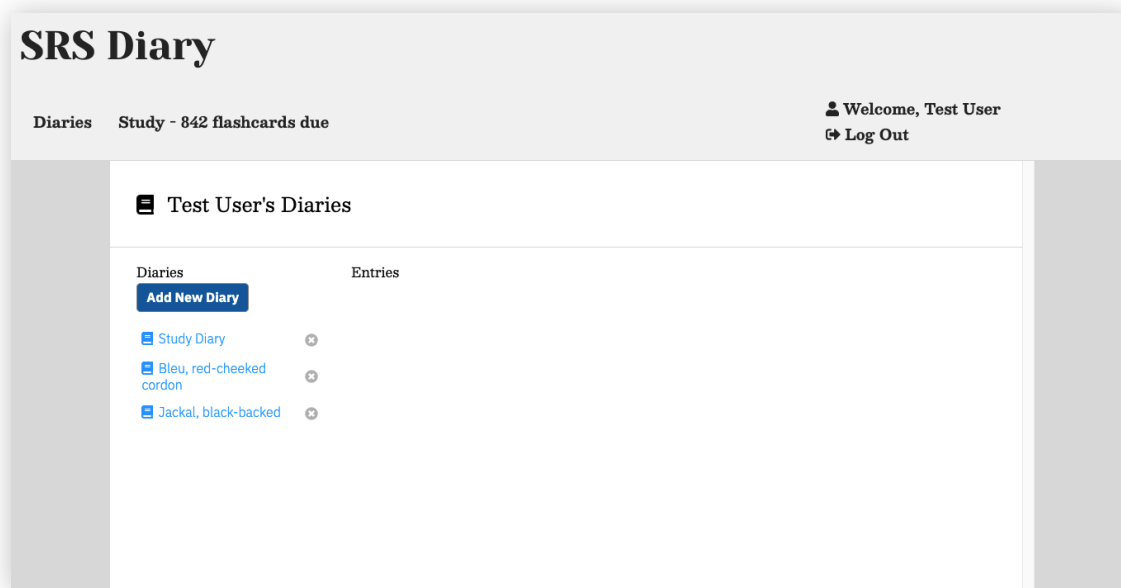 SRS Diary
Diaries
Study - 842 flashcards due
Welcome, Test User
Log Out
Test User's Diaries
Diaries
Add New Diary
Study Diary
Bleu, red-cheeked
cordon
Jackal, black-backed
Entries